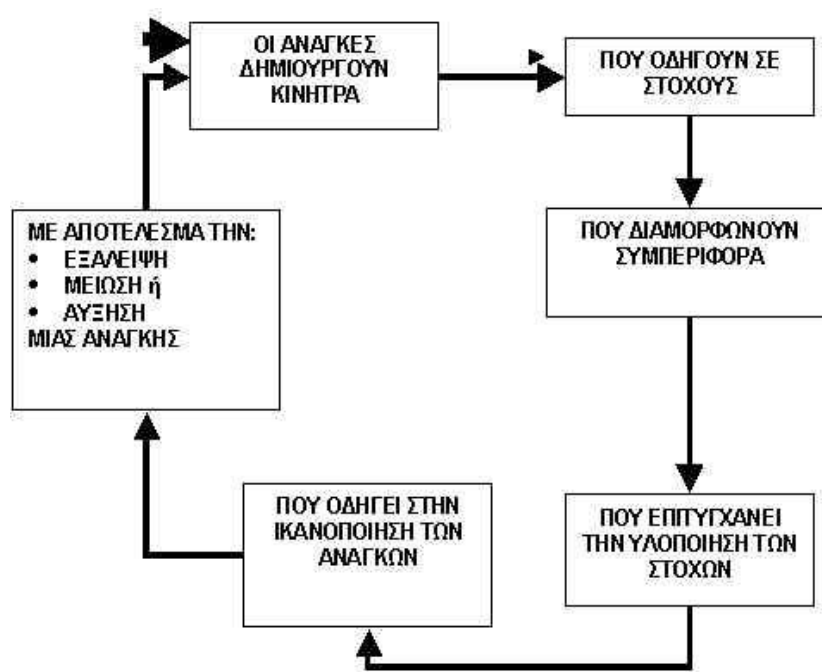 ΟΙ ΑΝΑΓΚΕΣ
ΔΗΜΙΟΥΡΓΟΥΝ
ΚΙΝΗΤΡΑ
ΠΟΥ ΟΔΗΓΟΥΝ ΣΕ
ΣΤΟΧΟΥΣ
ΠΟΥ ΔΙΑΜΟΡΦΩΝΟΥΝ
ΣΥΜΠΕΡΙΦΟΡΑ
ΠΟΥ ΕΠΙΤΥΓΧΑΝΕΙ
ΤΗΝ ΥΛΟΠΟΙΗΣΗ ΤΩΝ
ΣΤΟΧΩΝ
ΠΟΥ ΟΔΗΓΕΙ ΣΤΗΝ
ΙΚΑΝΟΠΟΙΗΣΗ ΤΩΝ
ΑΝΑΓΚΩΝ
ΜΕ ΑΠΟΤΕΛΕΣΜΑ ΤΗΝ:
• ΕΞΑΛΕΙΨΗ
• ΜΕΙΩΣΗ ή
• ΑΥΞΗΣΗ
ΜΙΑΣ ΑΝΑΓΚΗΣ